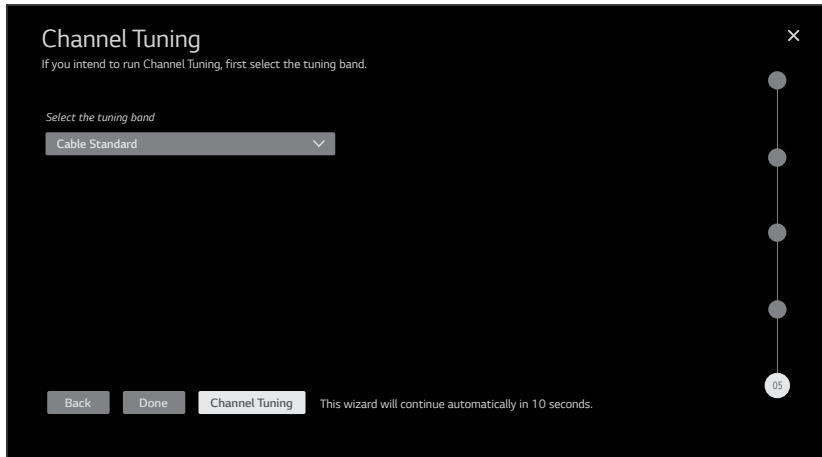 Channel Tuning
If you intend to run Channel Tuning, first select the tuning band.
Select the tuning band
Cable Standard
05
Back Done Channel Tuning This wizard will continue automatically in 10 seconds.